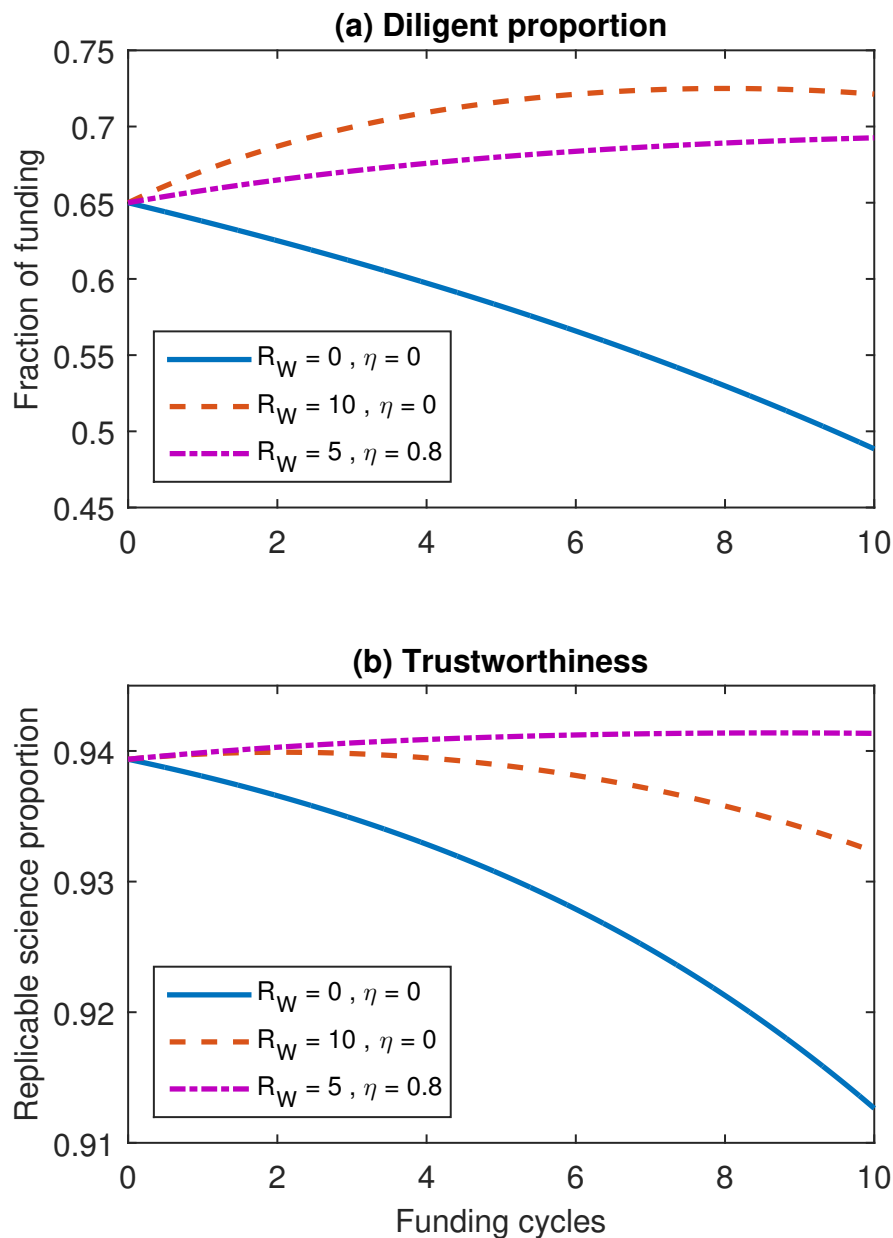 (a) Diligent proportion
Fraction of funding
0.75
0.7
0.65
0.6
0.55
0.5
0.45
R_W = 0 , η = 0
R_W = 10 , η = 0
R_W = 5 , η = 0.8
0 2 4 6 8 10
(b) Trustworthiness
Replicable science proportion
0.94
0.93
0.92
0.91
R_W = 0 , η = 0
R_W = 10 , η = 0
R_W = 5 , η = 0.8
0 2 4 6 8 10
Funding cycles